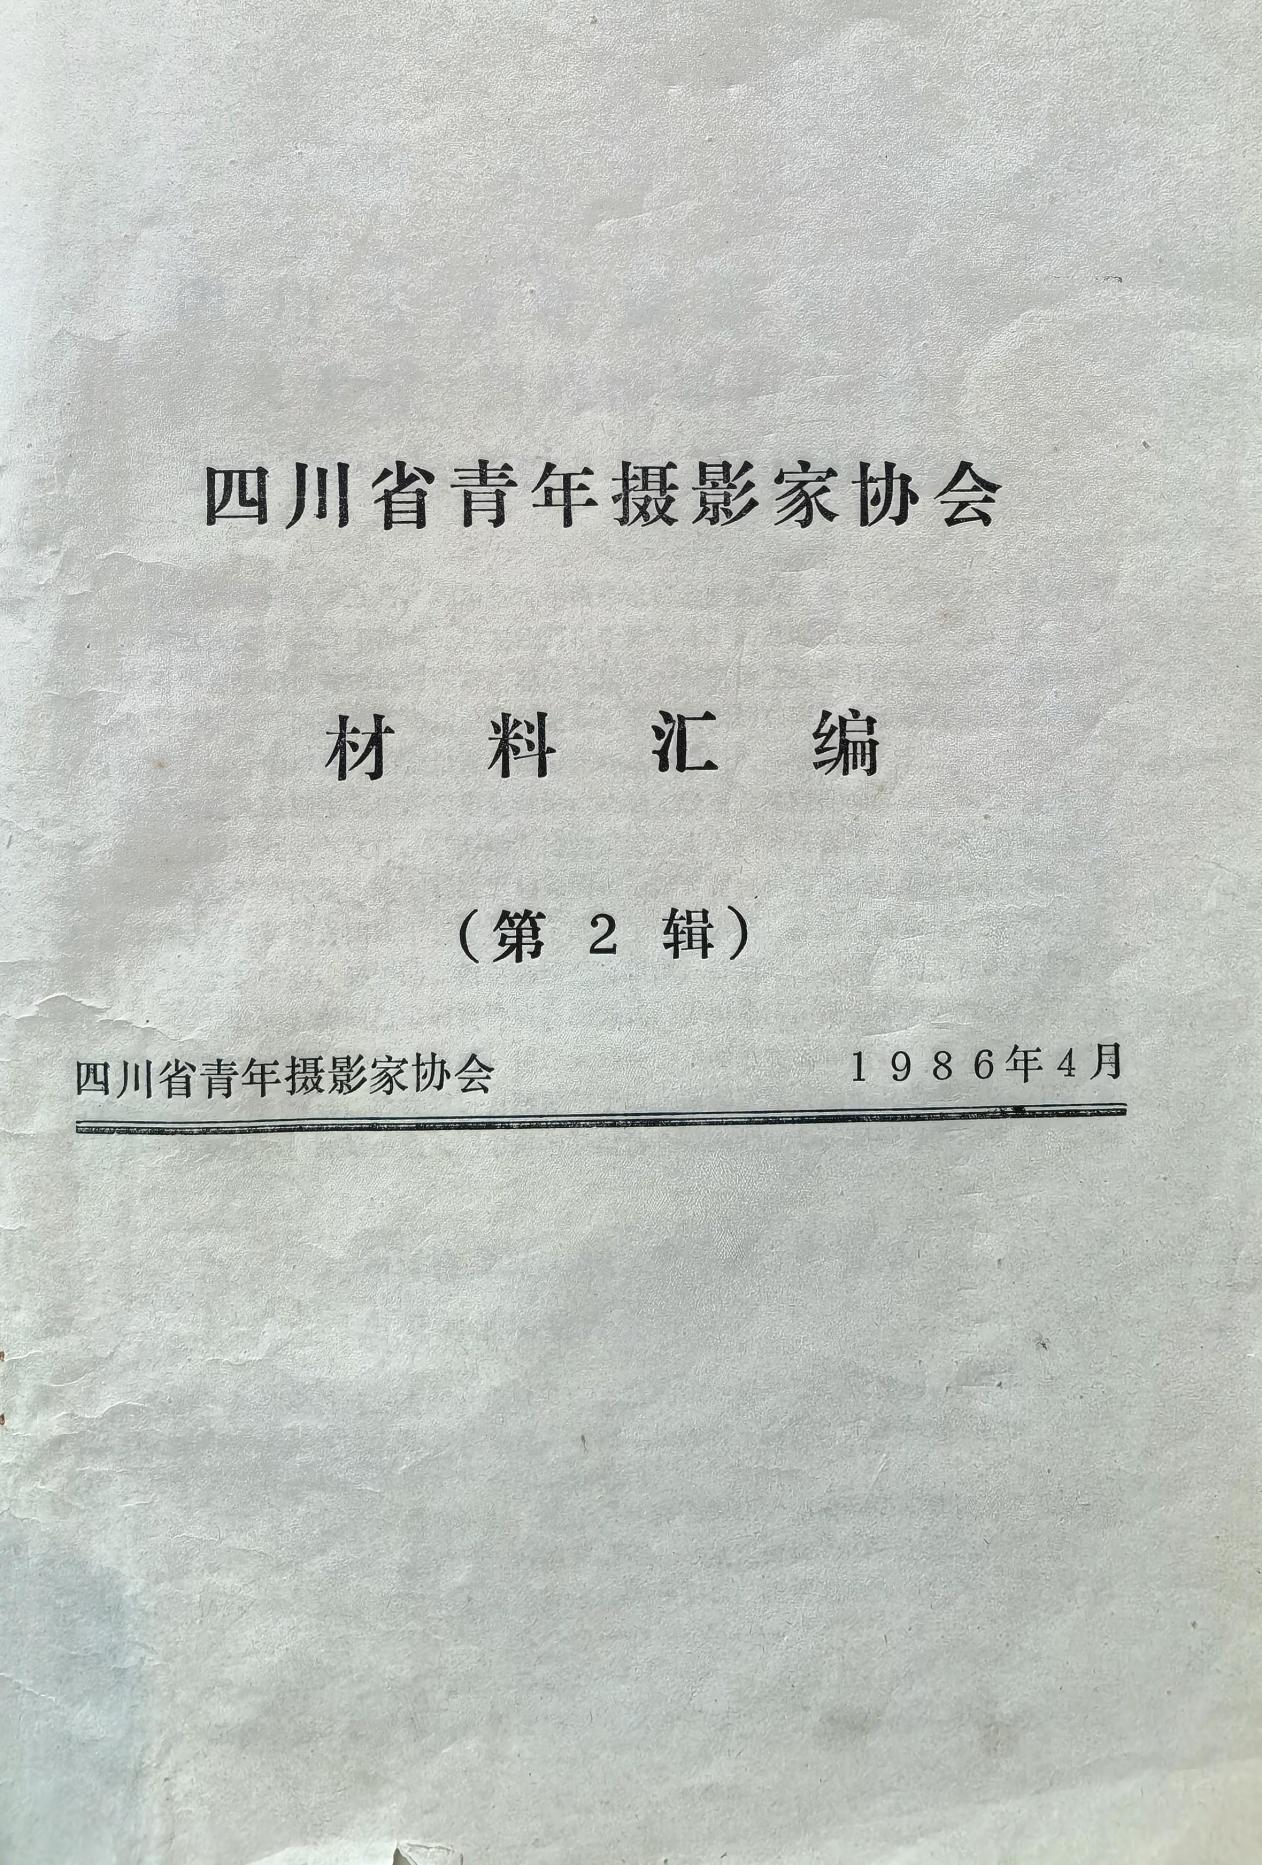 四川省青年摄影家协会
材料汇编
（第2辑）
四川省青年摄影家协会 1986年4月